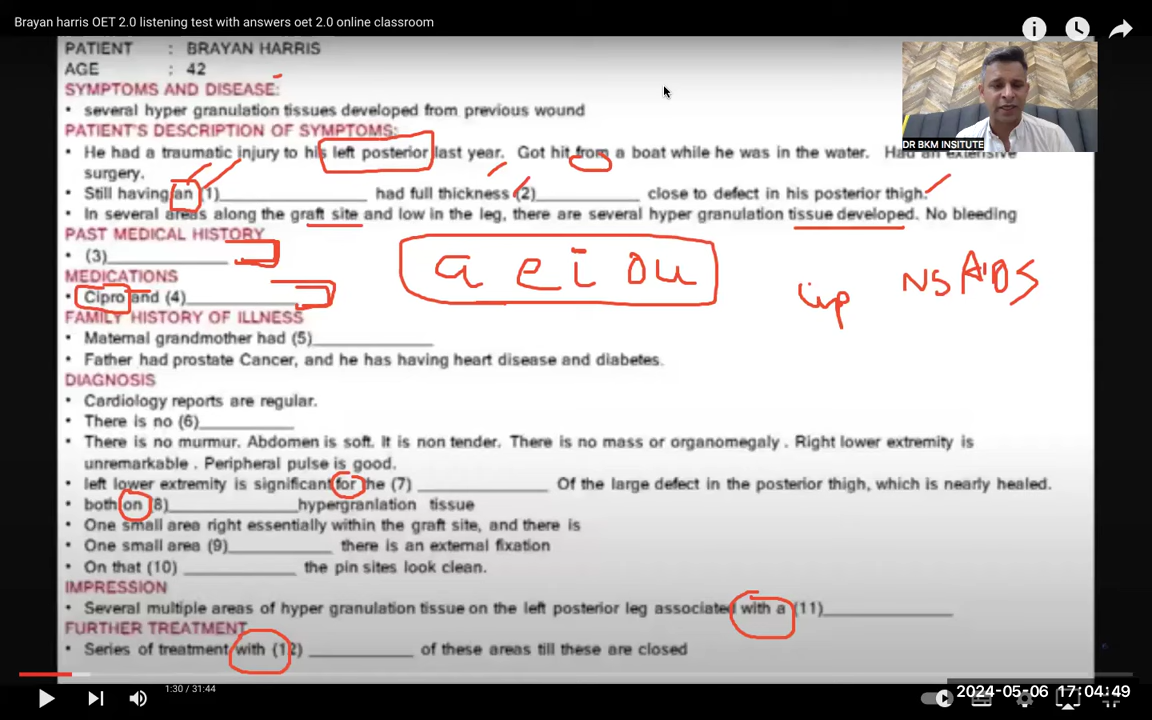 Brayan harris OET 2.0 listening test with answers oet 2.0 online classroom
PATIENT : BRAYAN HARRIS
AGE : 42
SYMPTOMS AND DISEASE:
• several hyper granulation tissues developed from previous wound
PATIENT'S DESCRIPTION OF SYMPTOMS:
• He had a traumatic injury to his left posterior last year. Got hit from a boat while he was in the water. Had an extensive
surgery.
• Still having an (1)______________ had full thickness (2)__________ close to defect in his posterior thigh.
• In several areas along the graft site and low in the leg, there are several hyper granulation tissue developed. No bleeding
PAST MEDICAL HISTORY
• (3)____________
MEDICATIONS
• Cipro and (4)___________
FAMILY HISTORY OF ILLNESS
• Maternal grandmother had (5)____________
• Father had prostate Cancer, and he has having heart disease and diabetes.
DIAGNOSIS
• Cardiology reports are regular.
• There is no (6)_________
• There is no murmur. Abdomen is soft. It is non tender. There is no mass or organomegaly . Right lower extremity is
unremarkable . Peripheral pulse is good.
• left lower extremity is significant for the (7) ____________ Of the large defect in the posterior thigh, which is nearly healed.
• both on (8)____________hypergranlation tissue
• One small area right essentially within the graft site, and there is
• One small area (9)__________ there is an external fixation
• On that (10) __________ the pin sites look clean.
IMPRESSION
• Several multiple areas of hyper granulation tissue on the left posterior leg associated with a (11)____________
FURTHER TREATMENT
• Series of treatment with (12) __________ of these areas till these are closed
a e i o u
NSAIDS
DR BKM INSITUTE
1:30 / 31:44
2024-05-06 17:04:49